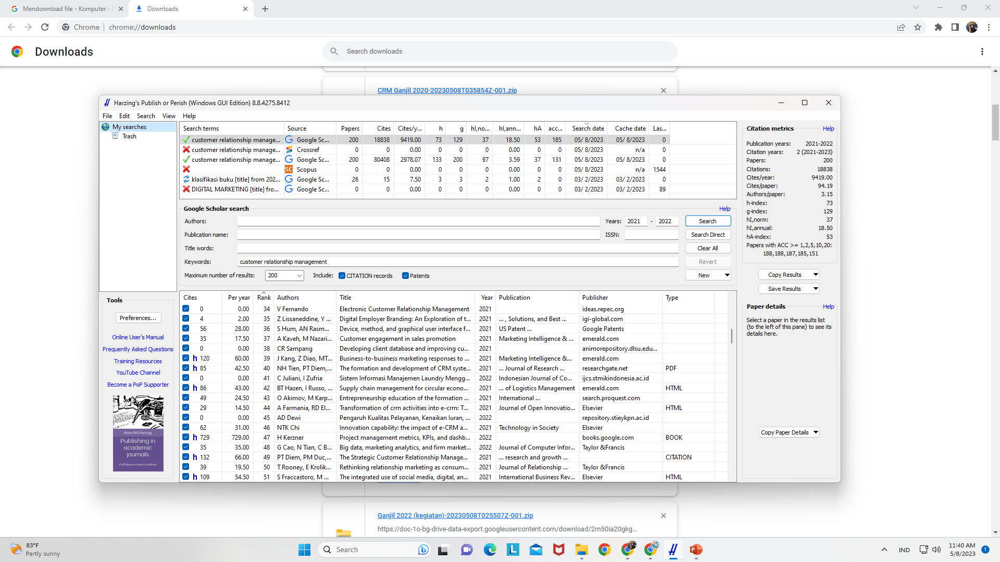 Mendownload file - Komputer -
Downloads
Chrome
chrome://downloads
Downloads
Search downloads
CRM Ganjil 2020-20230508T035854Z-001.zip
Harzing's Publish or Perish (Windows GUI Edition) 8.8.4275.8412
File Edit Search View Help
My searches
Trash
Search terms Source Papers Cites Cites/y... h g hI,no... hI,ann... hA acc... Search date Cache date Las...
customer relationship manage... Google Sc... 200 18838 9419.00 73 129 37 18.50 53 185 05/ 8/2023 05/ 8/2023 0
customer relationship manage... Crossref 0 0 0.00 0 0 0 0.00 0 0 05/ 8/2023 n/a 0
customer relationship manage... Google Sc... 200 80408 2978.07 133 200 97 3.59 37 131 05/ 8/2023 05/ 8/2023 0
SC Scopus 0 0 0.00 0 0 0 0.00 0 0 05/ 8/2023 n/a 1544
klasifikasi buku [title] from 202... Google Sc... 26 15 7.50 3 3 2 1.00 2 0 03/ 2/2023 03/ 2/2023 0
DIGITAL MARKETING [title] fro... Google Sc... 0 0 0.00 0 0 0 0.00 0 0 03/ 2/2023 03/ 2/2023 89
Google Scholar search Help
Authors: Years: 2021 - 2022 Search
Publication name: ISSN: Search Direct
Title words: Clear All
Keywords: customer relationship management Revert
Maximum number of results: 200 Include: CITATION records Patents New
Cites Per year Rank Authors Title Year Publication Publisher Type
0 0.00 34 V Fernando Electronic Customer Relationship Management 2021 ideas.repec.org
4 2.00 35 Z Lissaneddine, Y ... Digital Employer Branding: An Exploration of t... 2021 ... , Solutions, and Best ... igi-global.com
56 28.00 36 S Hum, AN Rasm... Device, method, and graphical user interface f... 2021 US Patent ... Google Patents
35 17.50 37 A Kaveh, M Nazari... Customer engagement in sales promotion 2021 Marketing Intelligence & ... emerald.com
0 0.00 38 CR Sampang Developing client database and improving cu... 2021 animorepository.dlsu.edu...
h 120 60.00 39 J Kang, Z Diao, MT... Business-to-business marketing responses to ... 2021 Marketing Intelligence &... emerald.com
h 85 42.50 40 NH Tien, PT Diem,... The formation and development of CRM syste... 2021 ... Journal of Research ... researchgate.net PDF
0 0.00 41 C Juliani, I Zufria Sistem Informasi Manajemen Laundry Mengg... 2022 Indonesian Journal of Co... ijcs.stmikindonesia.ac.id
h 86 43.00 42 BT Hazen, I Russo, ... Supply chain management for circular econo... 2021 ... of Logistics Management emerald.com HTML
49 24.50 43 O Akimov, M Karp... Entrepreneurship education of the formation ... 2021 International ... search.proquest.com
29 14.50 44 A Farmania, RD El... Transformation of crm activities into e-crm: T... 2021 Journal of Open Innovatio... Elsevier HTML
0 0.00 45 AD Dewi Pengaruh Kualitas Pelayanan, Kenaikan Iuran, ... 2022 repository.stieykpn.ac.id
62 31.00 46 NTK Chi Innovation capability: the impact of e-CRM a... 2021 Technology in Society Elsevier
h 729 729.00 47 H Kerzner Project management metrics, KPIs, and dashb... 2022 books.google.com BOOK
35 35.00 48 G Cao, N Tian, C B... Big data, marketing analytics, and firm market... 2022 Journal of Computer Infor... Taylor &Francis
h 132 66.00 49 PT Diem, PM Duc,... The Strategic Customer Relationship Manage... 2021 ... research and growth ... CITATION
39 19.50 50 T Rooney, E Krolik... Rethinking relationship marketing as consum... 2021 Journal of Relationship ... Taylor &Francis
h 109 54.50 51 S Fraccastoro, M ... The integrated use of social media, digital, an... 2021 International Business Rev... Elsevier HTML
Tools
Preferences...
Online User's Manual
Frequently Asked Questions
Training Resources
YouTube Channel
Become a PoP Supporter
Anne-Wil Harzing
Publishing in
academic
journals
Crafting your career in academia
Citation metrics Help
Publication years: 2021-2022
Citation years: 2 (2021-2023)
Papers: 200
Citations: 18838
Cites/year: 9419.00
Cites/paper: 94.19
Authors/paper: 3.15
h-index: 73
g-index: 129
hI,norm: 37
hI,annual: 18.50
hA-index: 53
Papers with ACC >= 1,2,5,10,20:
188,188,187,185,151
Copy Results
Save Results
Paper details Help
Select a paper in the results list
(to the left of this pane) to see its
details here.
Copy Paper Details
Ganjil 2022 (kegiatan)-20230508T025507Z-001.zip
https://doc-1o-bg-drive-data-export.googleusercontent.com/download/2m50ia20gkg...
83°F
Partly sunny
Search
IND
11:40 AM
5/8/2023
1